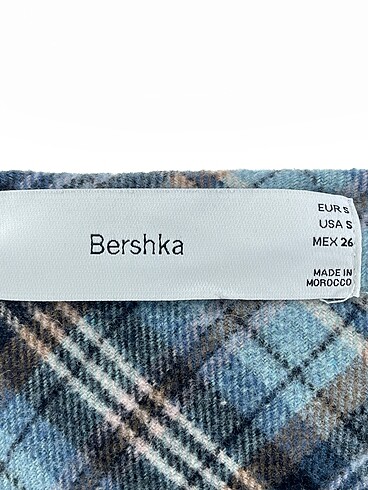 Bershka
EUR S
USA S
MEX 26
MADE IN
MOROCCO